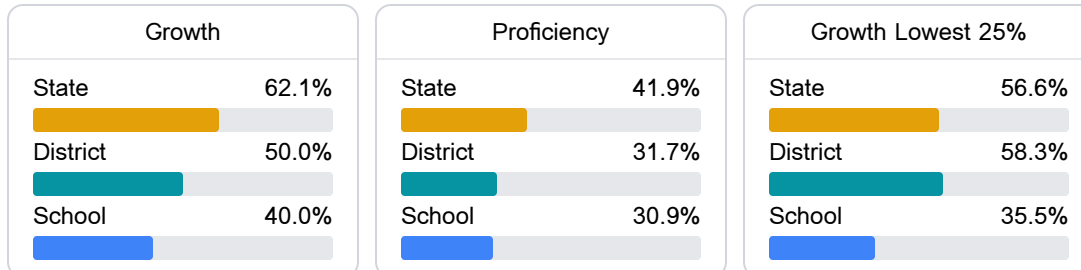 Growth
State 62.1%
District 50.0%
School 40.0%
Proficiency
State 41.9%
District 31.7%
School 30.9%
Growth Lowest 25%
State 56.6%
District 58.3%
School 35.5%